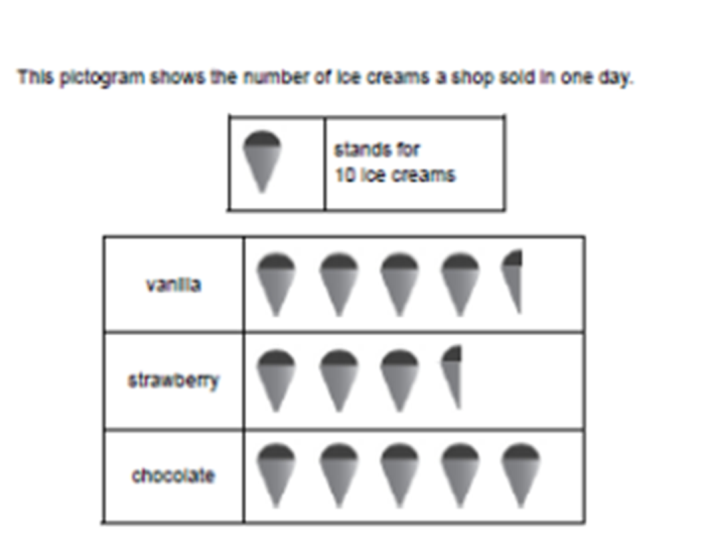 This pictogram shows the number of ice creams a shop sold in one day.
stands for
10 ice creams
vanilla
strawberry
chocolate